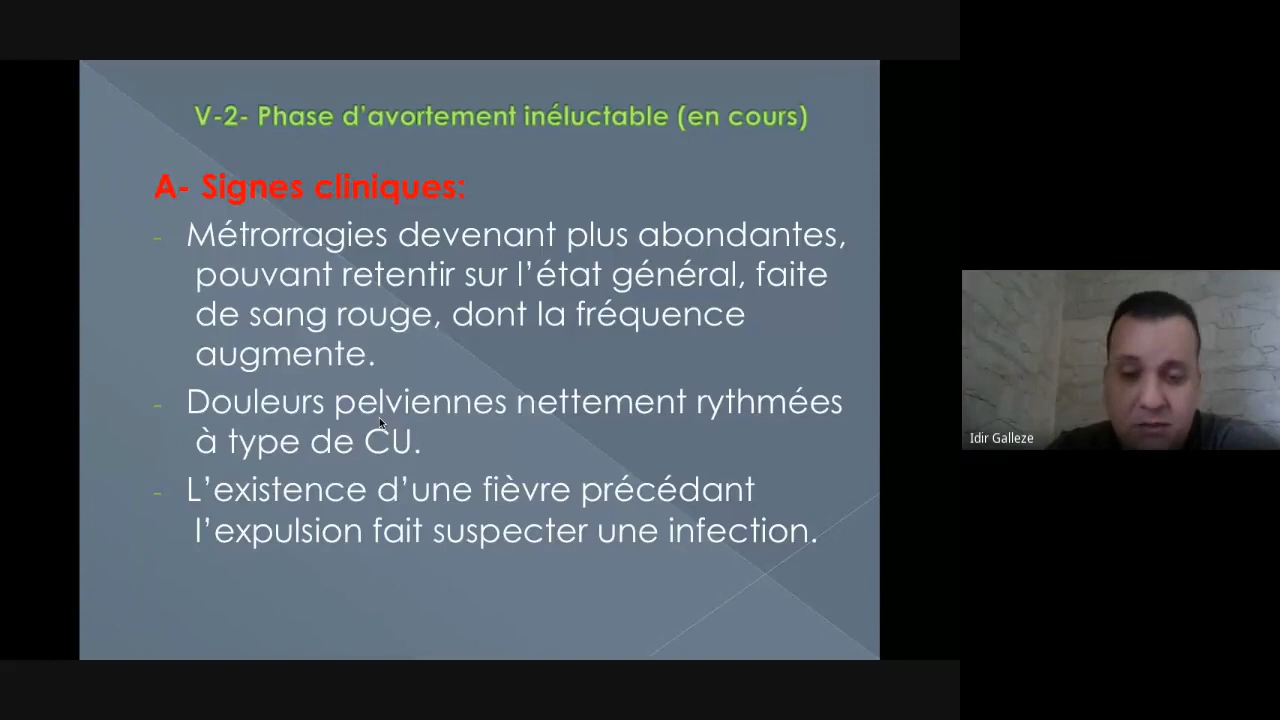 V-2- Phase d’avortement inéluctable (en cours)
A- Signes cliniques:
- Métrorragies devenant plus abondantes,
pouvant retentir sur l’état général, faite
de sang rouge, dont la fréquence
augmente.
- Douleurs pelviennes nettement rythmées
à type de CU.
- L’existence d’une fièvre précédant
l’expulsion fait suspecter une infection.
Idir Galleze